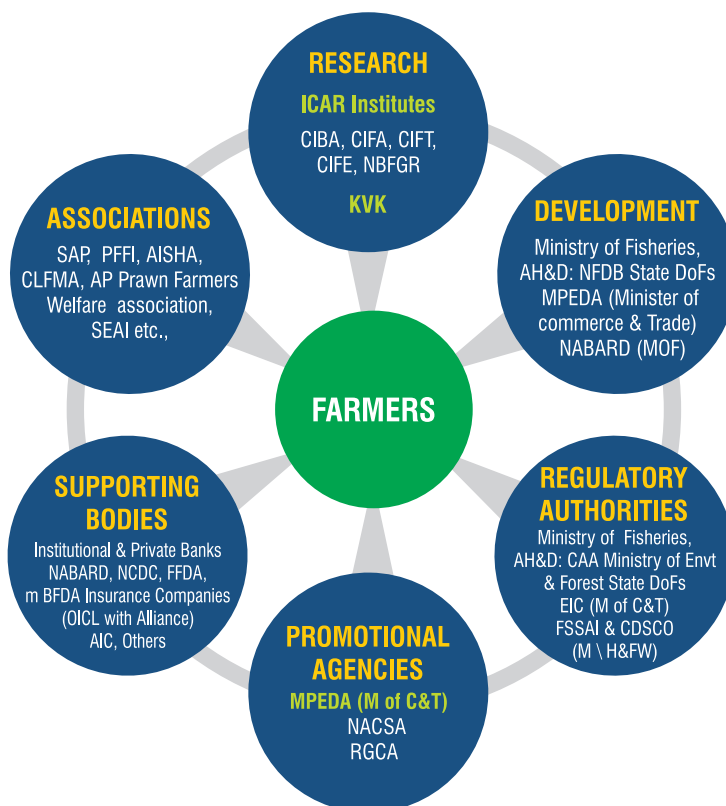 RESEARCH
ICAR Institutes
CIBA, CIFA, CIFT,
CIFE, NBFGR
KVK
ASSOCIATIONS
SAP, PFFI, AISHA,
CLFMA, AP Prawn Farmers
Welfare association,
SEAI etc.,
DEVELOPMENT
Ministry of Fisheries,
AH&D: NFDB State DoFs
MPEDA (Minister of
commerce & Trade)
NABARD (MOF)
FARMERS
SUPPORTING
BODIES
Institutional & Private Banks
NABARD, NCDC, FFDA,
m BFDA Insurance Companies
(OICL with Alliance)
AIC, Others
REGULATORY
AUTHORITIES
Ministry of Fisheries,
AH&D: CAA Ministry of Envt
& Forest State DoFs
EIC (M of C&T)
FSSAI & CDSCO
(M \ H&FW)
PROMOTIONAL
AGENCIES
MPEDA (M of C&T)
NACSA
RGCA